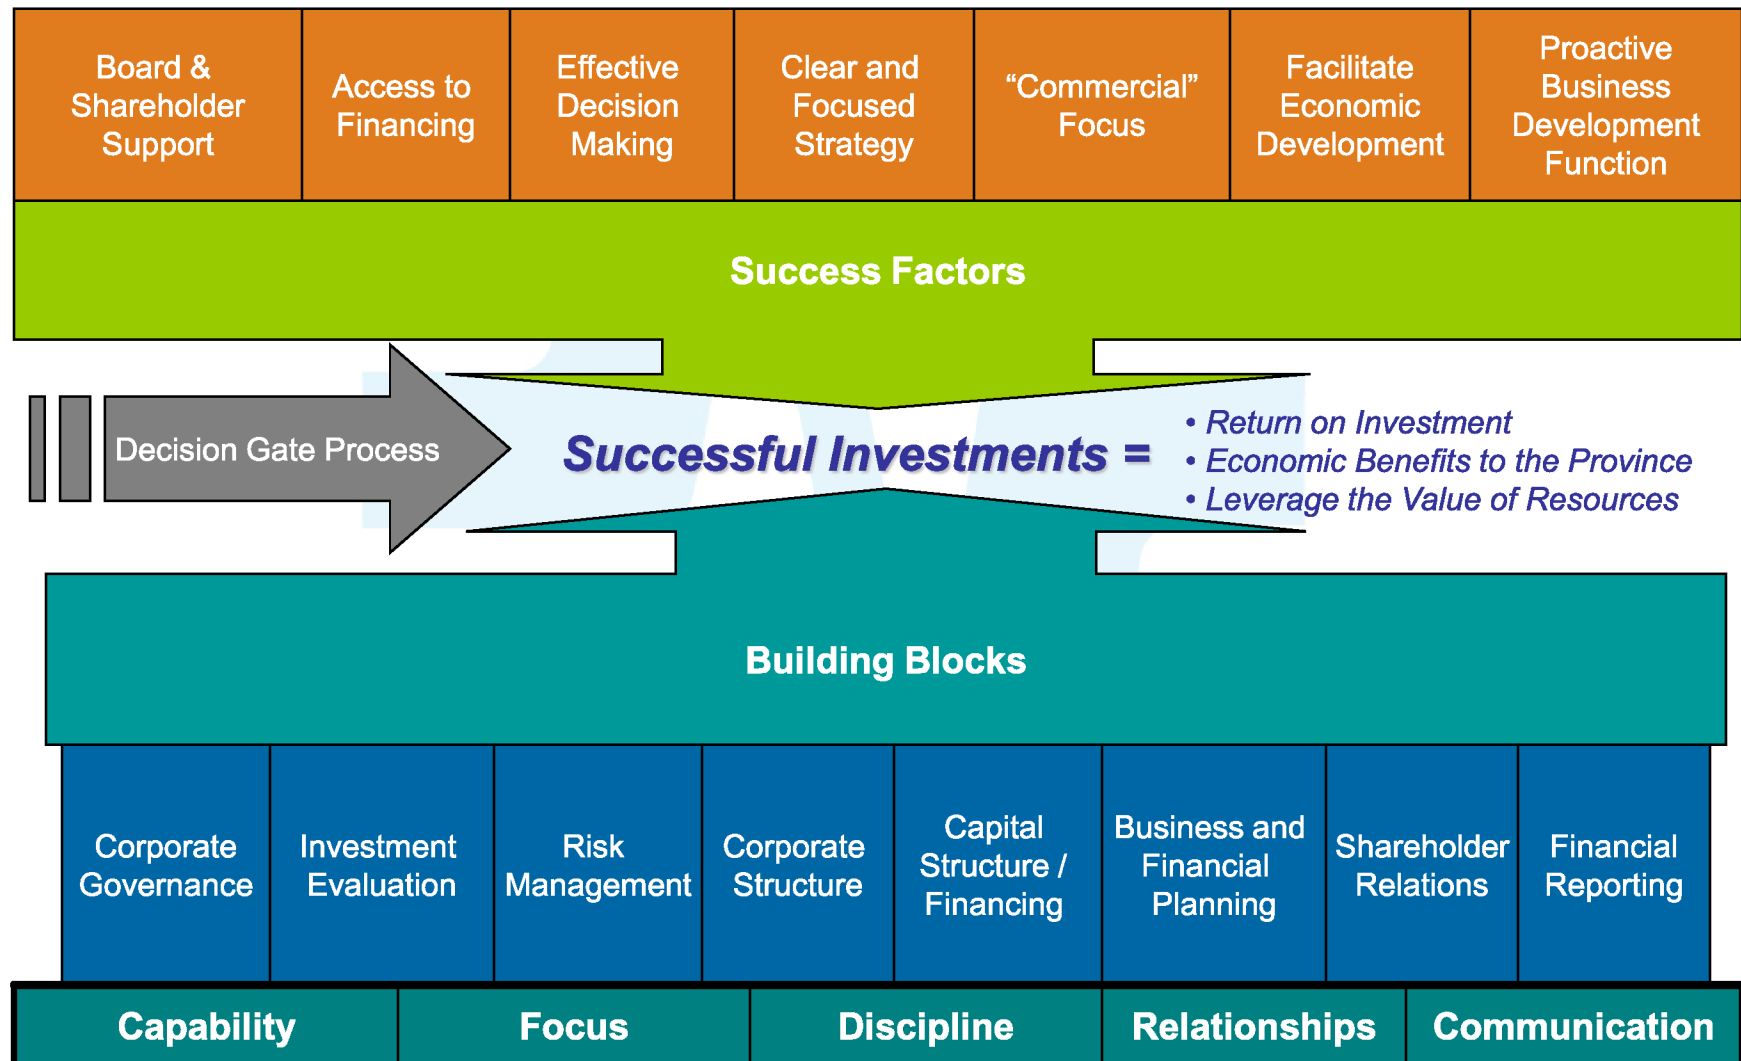 Board &
Shareholder
Support
Access to
Financing
Effective
Decision
Making
Clear and
Focused
Strategy
“Commercial”
Focus
Facilitate
Economic
Development
Proactive
Business
Development
Function
Success Factors
Decision Gate Process
Successful Investments =
• Return on Investment
• Economic Benefits to the Province
• Leverage the Value of Resources
Building Blocks
Corporate
Governance
Investment
Evaluation
Risk
Management
Corporate
Structure
Capital
Structure /
Financing
Business and
Financial
Planning
Shareholder
Relations
Financial
Reporting
Capability
Focus
Discipline
Relationships
Communication